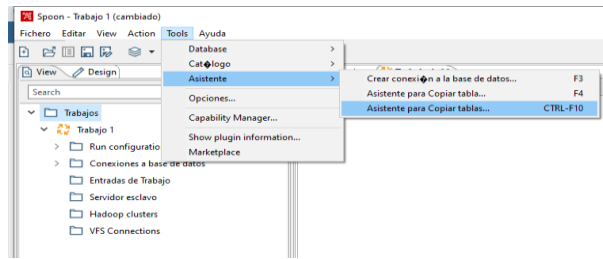 Spoon - Trabajo 1 (cambiado)
Fichero Editar View Action Tools Ayuda
View Design
Search
Trabajos
Trabajo 1
Run configuratio
Conexiones a base de datos
Entradas de Trabajo
Servidor esclavo
Hadoop clusters
VFS Connections
Database
Cat�logo
Asistente
Opciones...
Capability Manager...
Show plugin information...
Marketplace
Crear conexi�n a la base de datos... F3
Asistente para Copiar tabla... F4
Asistente para Copiar tablas... CTRL-F10